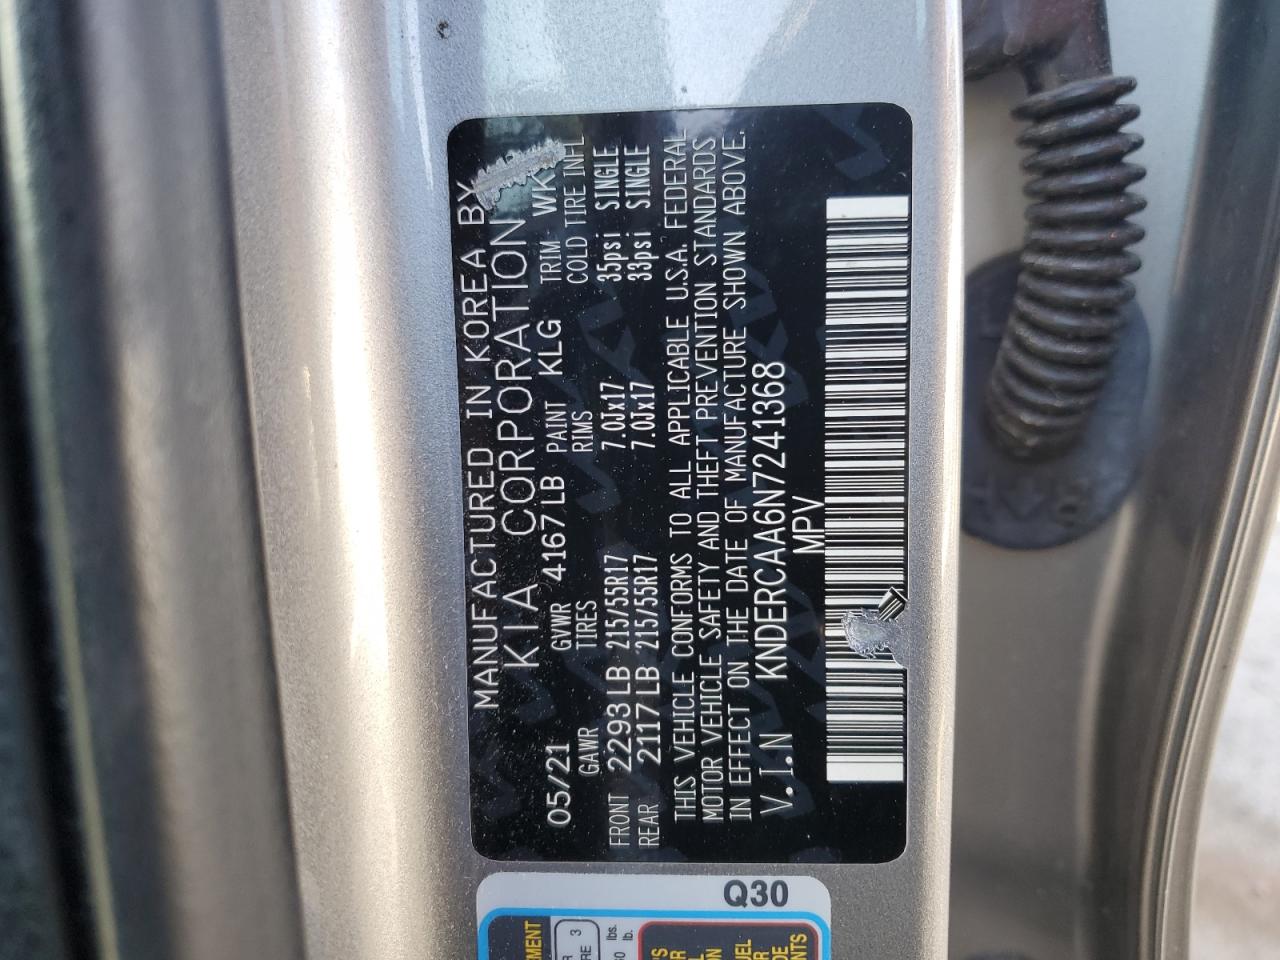 MANUFACTURED IN KOREA BY
KIA CORPORATION
05/21 GVWR 4167LB PAINT KLG TRIM WK
GAWR TIRES RIMS COLD TIRE INFL
FRONT 2293LB 215/55R17 7.0Jx17 35psi SINGLE
REAR 2117LB 215/55R17 7.0Jx17 33psi SINGLE
THIS VEHICLE CONFORMS TO ALL APPLICABLE U.S.A. FEDERAL
MOTOR VEHICLE SAFETY AND THEFT PREVENTION STANDARDS
IN EFFECT ON THE DATE OF MANUFACTURE SHOWN ABOVE.
V.I.N KNDERCAA6N7241368
MPV
Q30